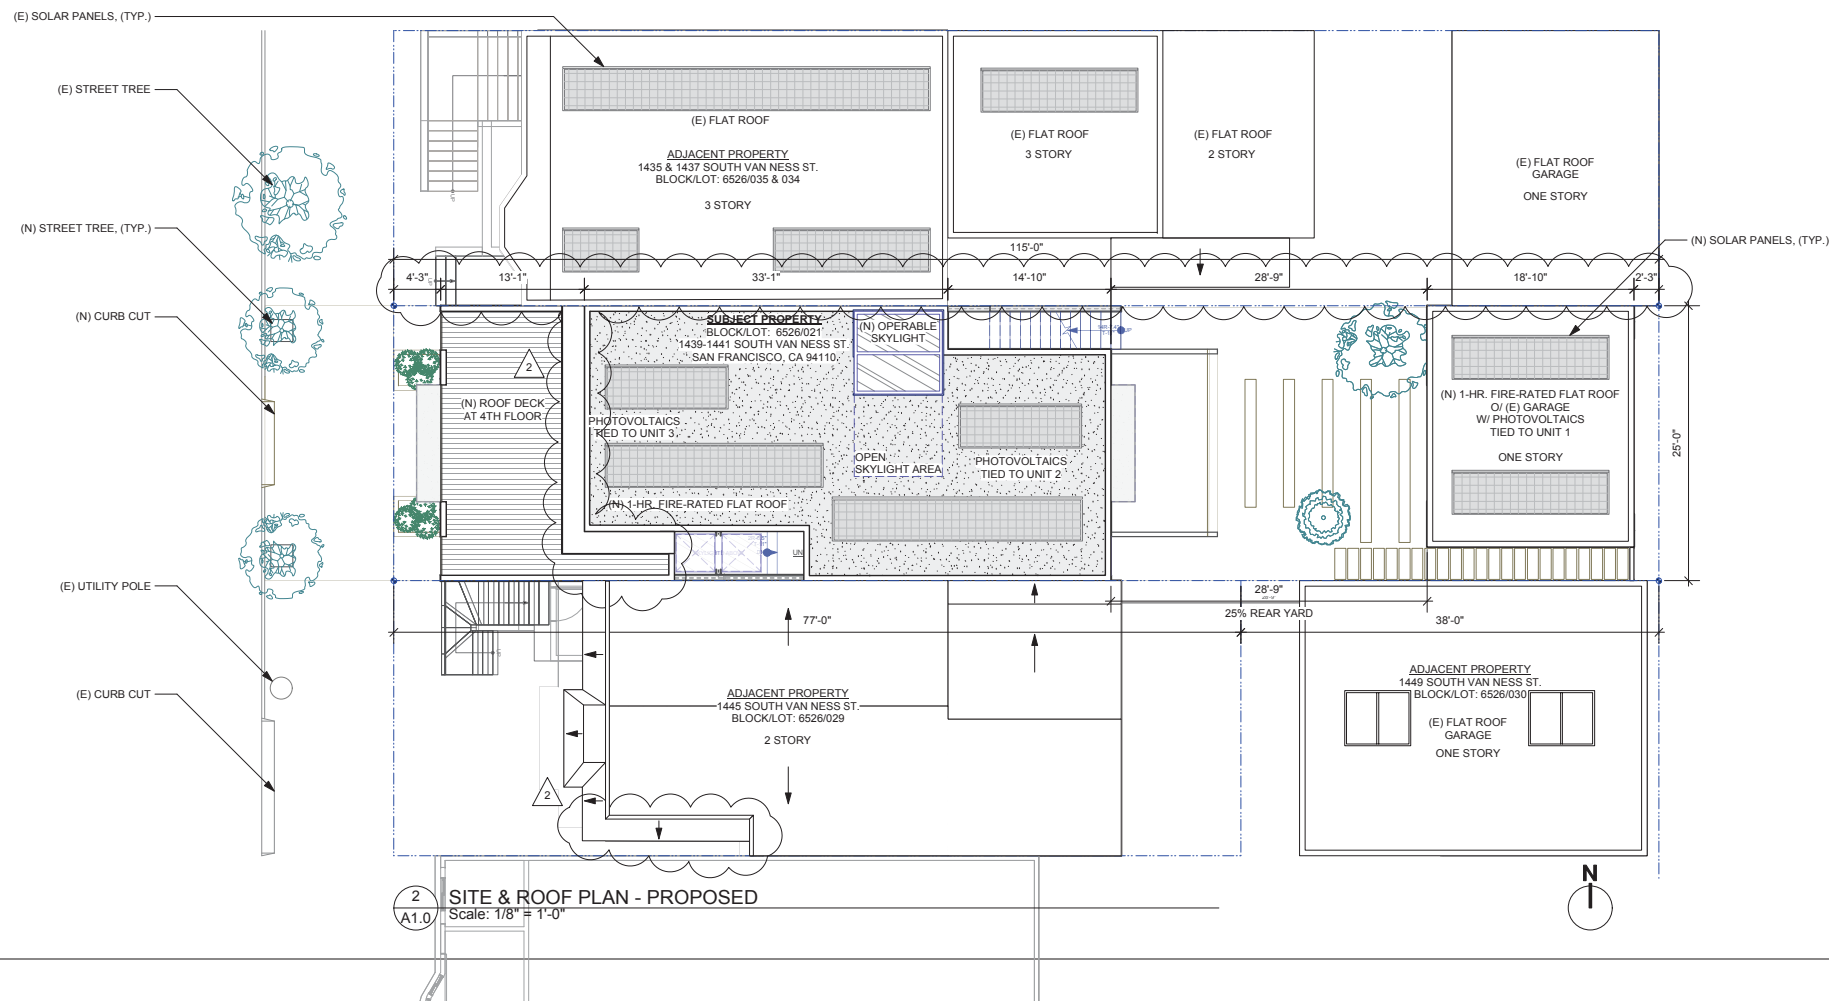 (E) SOLAR PANELS, (TYP.)
(E) STREET TREE
(N) STREET TREE, (TYP.)
(N) CURB CUT
(E) UTILITY POLE
(E) CURB CUT
(E) FLAT ROOF
ADJACENT PROPERTY
1435 & 1437 SOUTH VAN NESS ST.
BLOCK/LOT: 6526/035 & 034
3 STORY
(E) FLAT ROOF
3 STORY
(E) FLAT ROOF
2 STORY
(E) FLAT ROOF
GARAGE
ONE STORY
(N) SOLAR PANELS, (TYP.)
UP
115'-0"
4'-3"
13'-1"
33'-1"
14'-10"
28'-9"
18'-10"
2'-3"
UP
SUBJECT PROPERTY
BLOCK/LOT: 6526/021
1439-1441 SOUTH VAN NESS ST.
SAN FRANCISCO, CA 94110
(N) OPERABLE
SKYLIGHT
UP
2
(N) ROOF DECK
AT 4TH FLOOR
PHOTOVOLTAICS
TIED TO UNIT 3
OPEN
SKYLIGHT AREA
PHOTOVOLTAICS
TIED TO UNIT 2
(N) 1-HR. FIRE-RATED FLAT ROOF
UN
(N) 1-HR. FIRE-RATED FLAT ROOF
O/ (E) GARAGE
W/ PHOTOVOLTAICS
TIED TO UNIT 1
ONE STORY
25'-0"
28'-9"
25% REAR YARD
77'-0"
38'-0"
UP
ADJACENT PROPERTY
1445 SOUTH VAN NESS ST.
BLOCK/LOT: 6526/029
2 STORY
2
ADJACENT PROPERTY
1449 SOUTH VAN NESS ST.
BLOCK/LOT: 6526/030
(E) FLAT ROOF
GARAGE
ONE STORY
N
2
A1.0
SITE & ROOF PLAN - PROPOSED
Scale: 1/8" = 1'-0"